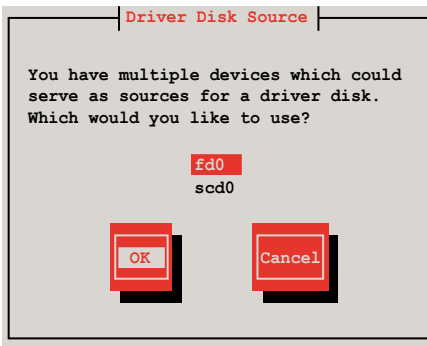 Driver Disk Source
You have multiple devices which could
serve as sources for a driver disk.
Which would you like to use?
fd0
scd0
OK Cancel